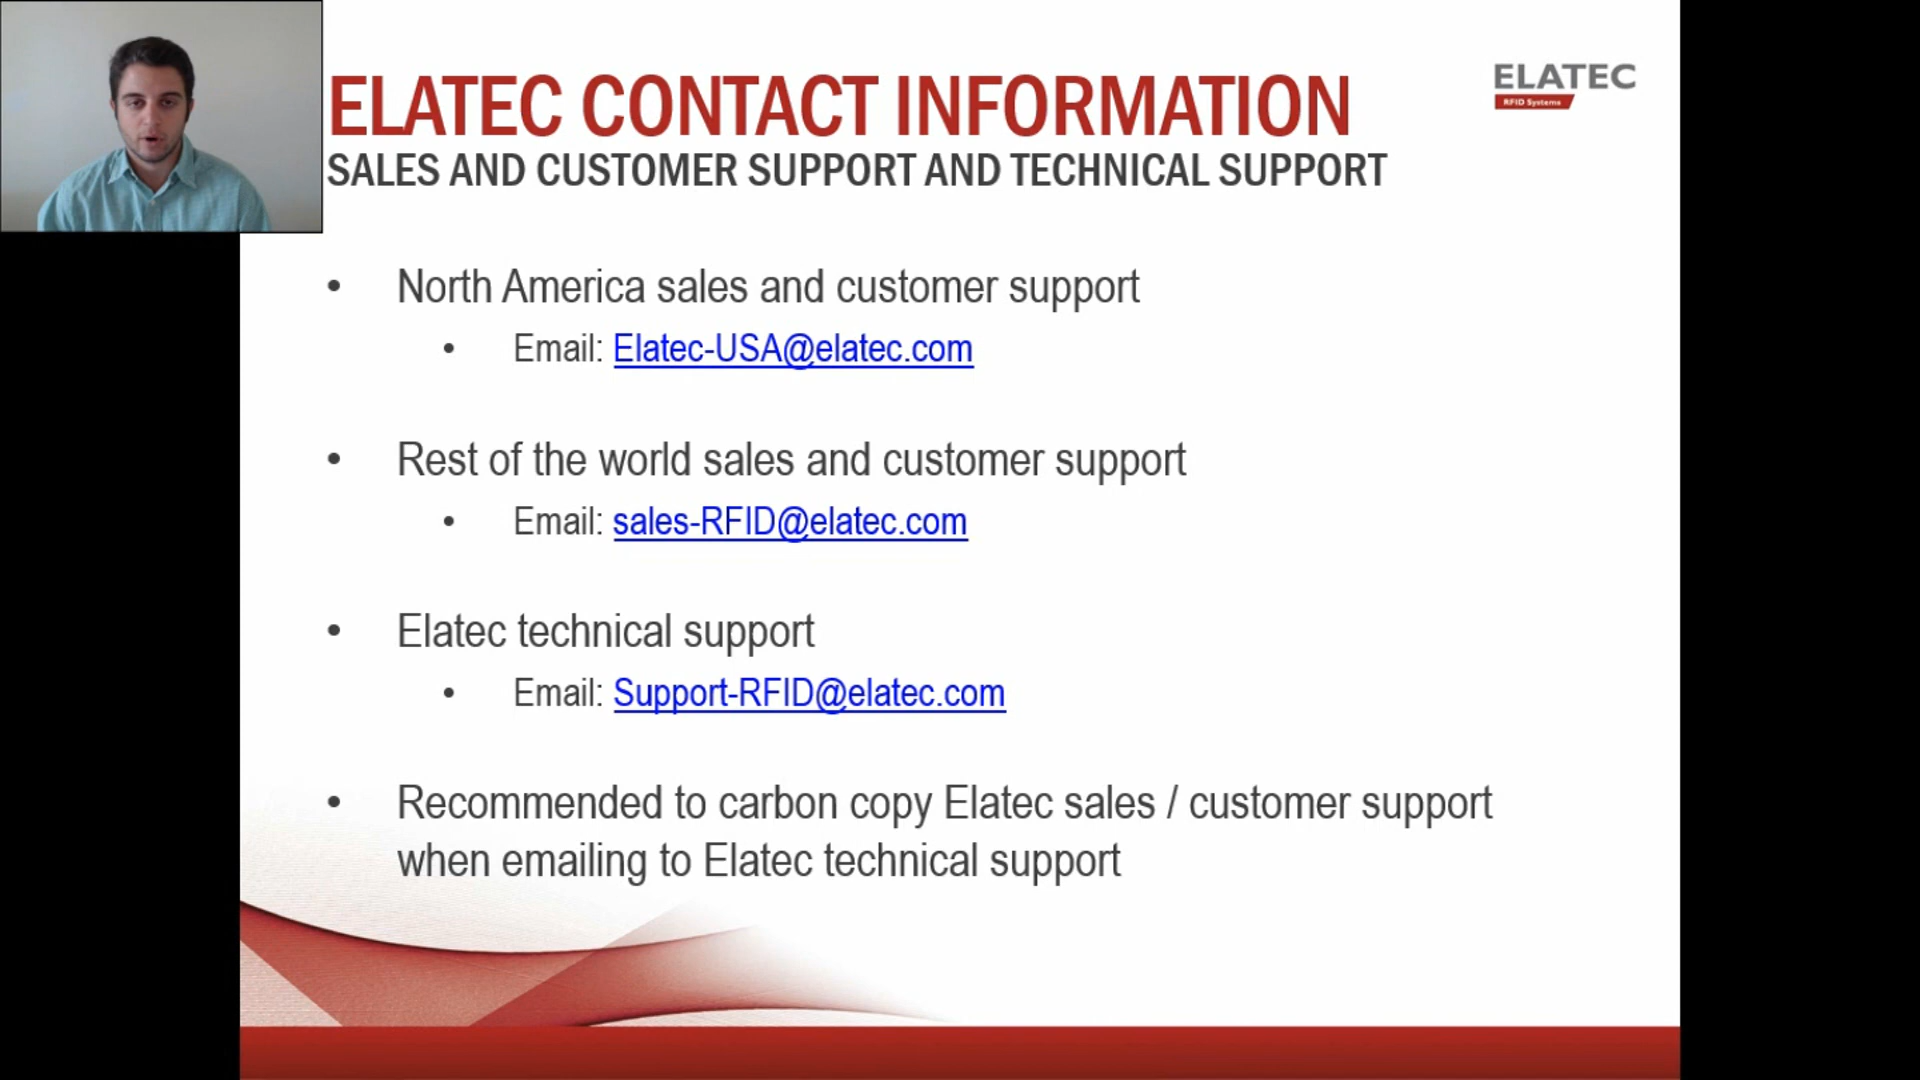 ELATEC CONTACT INFORMATION
SALES AND CUSTOMER SUPPORT AND TECHNICAL SUPPORT
ELATEC
RFID Systems
• North America sales and customer support
• Email: Elatec-USA@elatec.com
• Rest of the world sales and customer support
• Email: sales-RFID@elatec.com
• Elatec technical support
• Email: Support-RFID@elatec.com
• Recommended to carbon copy Elatec sales / customer support
when emailing to Elatec technical support